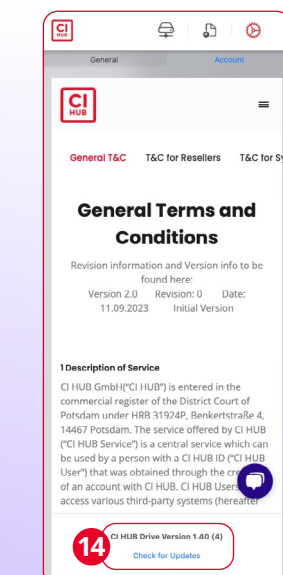 CI
HUB
General Account
CI
HUB
General T&C T&C for Resellers T&C for Sy
General Terms and
Conditions
Revision information and Version info to be
found here:
Version 2.0 Revision: 0 Date:
11.09.2023 Initial Version
1 Description of Service
CI HUB GmbH("CI HUB") is entered in the
commercial register of the District Court of
Potsdam under HRB 31924P, Benkertstraße 4,
14467 Potsdam. The service offered by CI HUB
("CI HUB Service") is a central service which can
be used by a person with a CI HUB ID ("CI HUB
User") that was obtained through the
of an account with CI HUB. CI HUB Users
access various third-party systems (hereafter
14
CI HUB Drive Version 1.40 (4)
Check for Updates